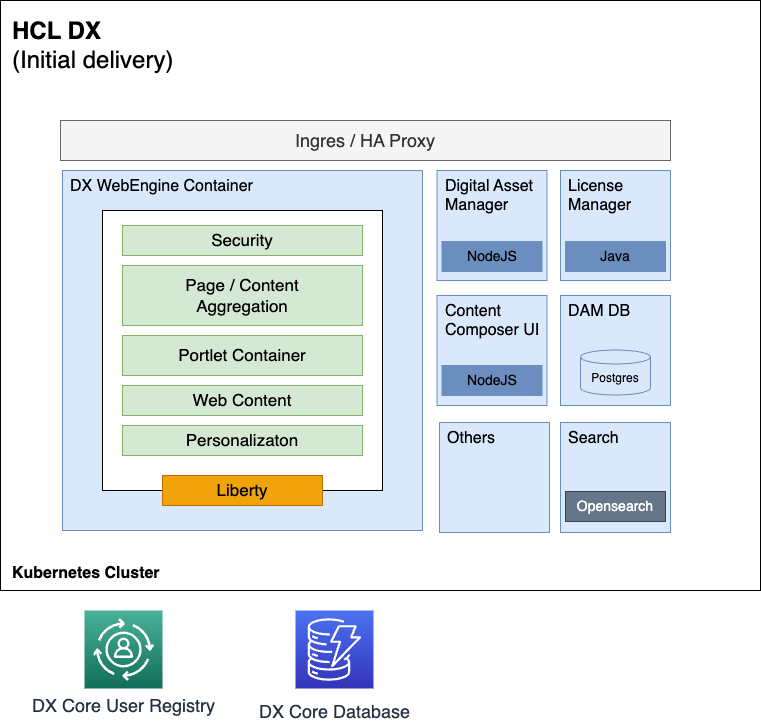 HCL DX
(Initial delivery)
Ingres / HA Proxy
DX WebEngine Container
Security
Page / Content
Aggregation
Portlet Container
Web Content
Personalizaton
Liberty
Digital Asset
Manager
NodeJS
License
Manager
Java
Content
Composer UI
NodeJS
DAM DB
Postgres
Others
Search
Opensearch
Kubernetes Cluster
DX Core User Registry
DX Core Database